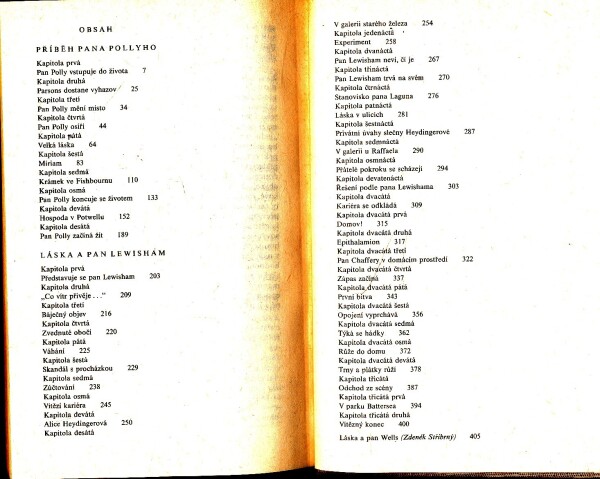 OBSAH
PŘÍBĚH PANA POLLYHO
Kapitola prvá
Pan Polly vstupuje do života 7
Kapitola druhá
Parsons dostane vyhazov 25
Kapitola třetí
Pan Polly mění místo 34
Kapitola čtvrtá
Pan Polly osiří 44
Kapitola pátá
Velká láska 64
Kapitola šestá
Miriam 83
Kapitola sedmá
Krámek ve Fishbournu 110
Kapitola osmá
Pan Polly koncuje se životem 133
Kapitola devátá
Hospoda v Potwellu 152
Kapitola desátá
Pan Polly začíná žít 189
LÁSKA A PAN LEWISHAM
Kapitola prvá
Představuje se pan Lewisham 203
Kapitola druhá
„Co vítr přivěje . . .“ 209
Kapitola třetí
Báječný objev 216
Kapitola čtvrtá
Zvednuté obočí 220
Kapitola pátá
Váhání 225
Kapitola šestá
Skandál s procházkou 229
Kapitola sedmá
Zúčtování 238
Kapitola osmá
Vítězí kariéra 245
Kapitola devátá
Alice Heydingerová 250
Kapitola desátá
V galerii starého železa 254
Kapitola jedenáctá
Experiment 258
Kapitola dvanáctá
Pan Lewisham neví, čí je 267
Kapitola třináctá
Pan Lewisham trvá na svém 270
Kapitola čtrnáctá
Stanovisko pana Laguna 276
Kapitola patnáctá
Láska v ulicích 281
Kapitola šestnáctá
Privátní úvahy slečny Heydingerové 287
Kapitola sedmnáctá
V galerii u Raffaela 290
Kapitola osmnáctá
Přátelé pokroku se scházejí 294
Kapitola devatenáctá
Řešení podle pana Lewishama 303
Kapitola dvacátá
Kariéra se odkládá 309
Kapitola dvacátá prvá
Domov! 315
Kapitola dvacátá druhá
Epithalamion 317
Kapitola dvacátá třetí
Pan Chaffery v domácím prostředí 322
Kapitola dvacátá čtvrtá
Zápas začíná 337
Kapitola dvacátá pátá
První bitva 343
Kapitola dvacátá šestá
Opojení vyprchává 356
Kapitola dvacátá sedmá
Týká se hádky 362
Kapitola dvacátá osmá
Růže do domu 372
Kapitola dvacátá devátá
Trny a plátky růží 378
Kapitola třicátá
Odchod ze scény 387
Kapitola třicátá prvá
V parku Battersea 394
Kapitola třicátá druhá
Vítězný konec 400
Láska a pan Wells (Zdeněk Stříbrný) 405